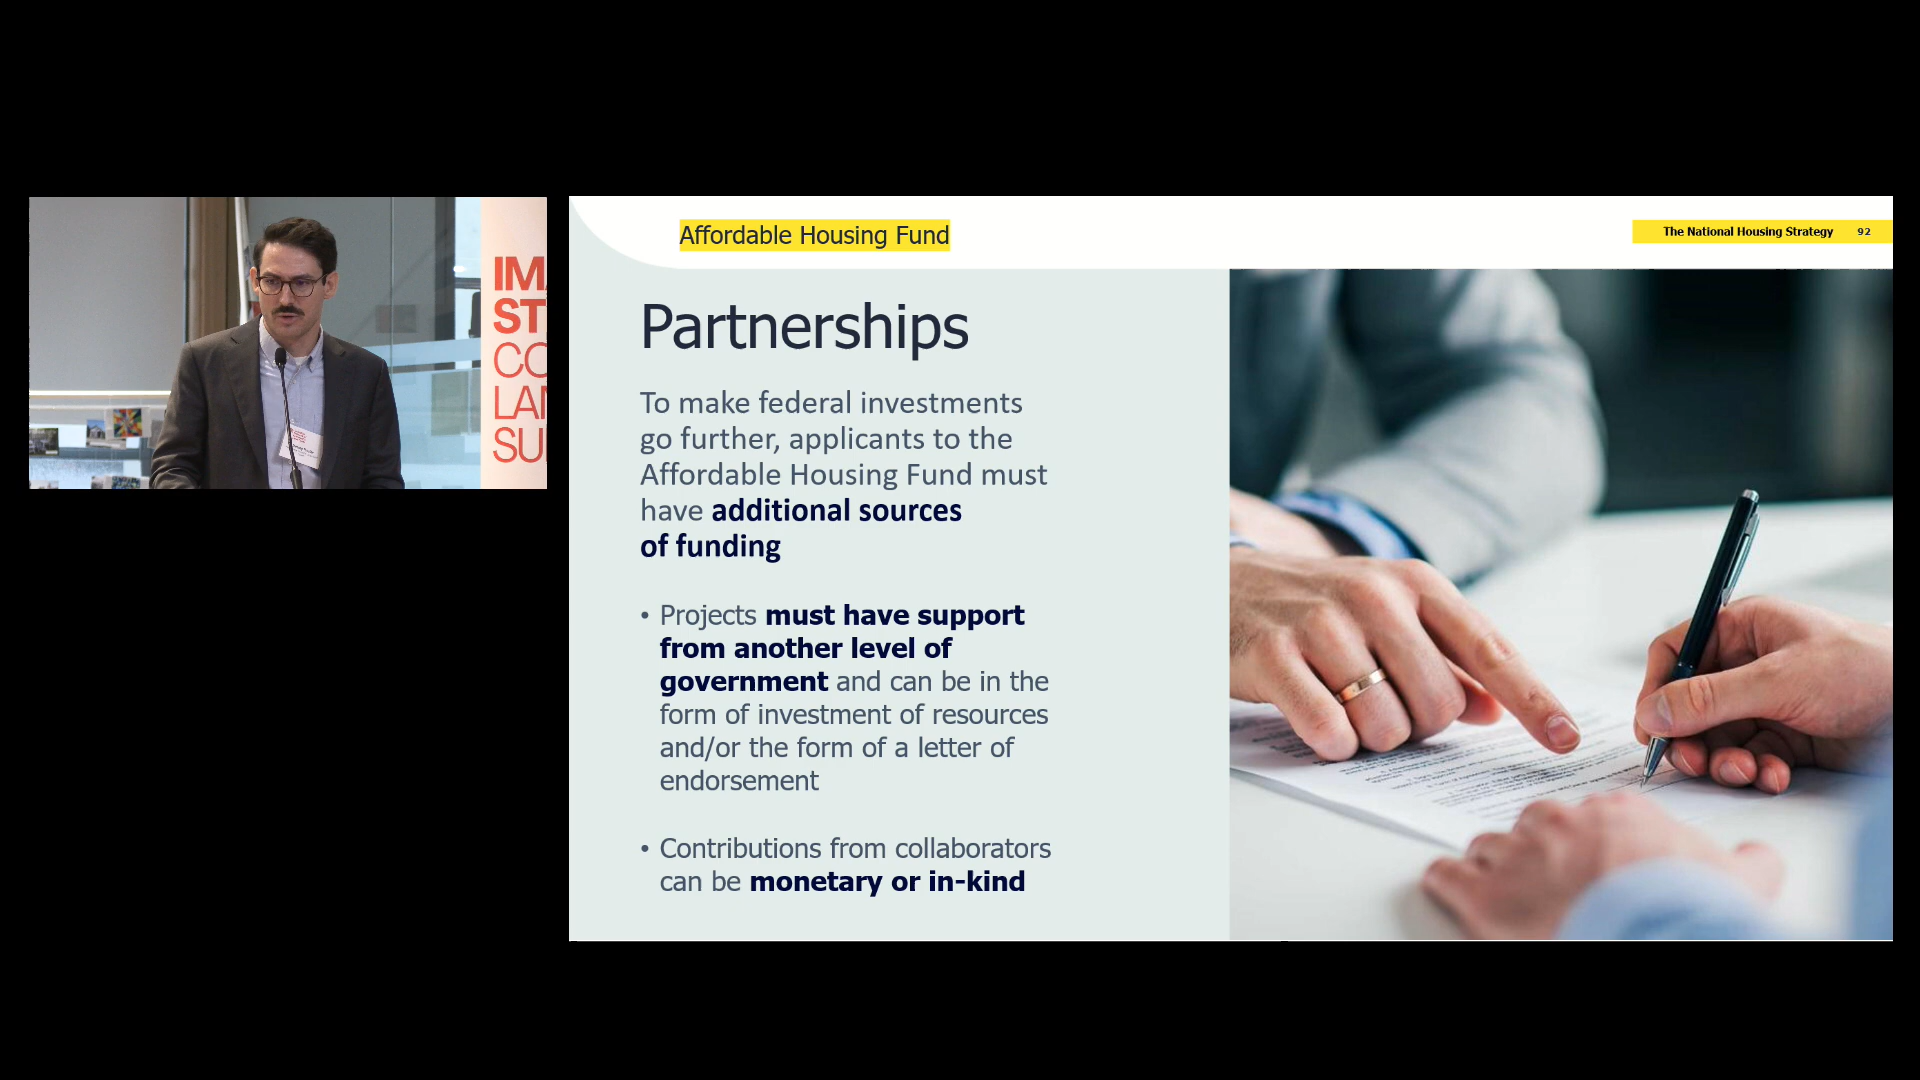 IM
ST
CO
LAN
SU
Affordable Housing Fund
The National Housing Strategy 92
Partnerships
To make federal investments
go further, applicants to the
Affordable Housing Fund must
have additional sources
of funding
• Projects must have support
from another level of
government and can be in the
form of investment of resources
and/or the form of a letter of
endorsement
• Contributions from collaborators
can be monetary or in-kind